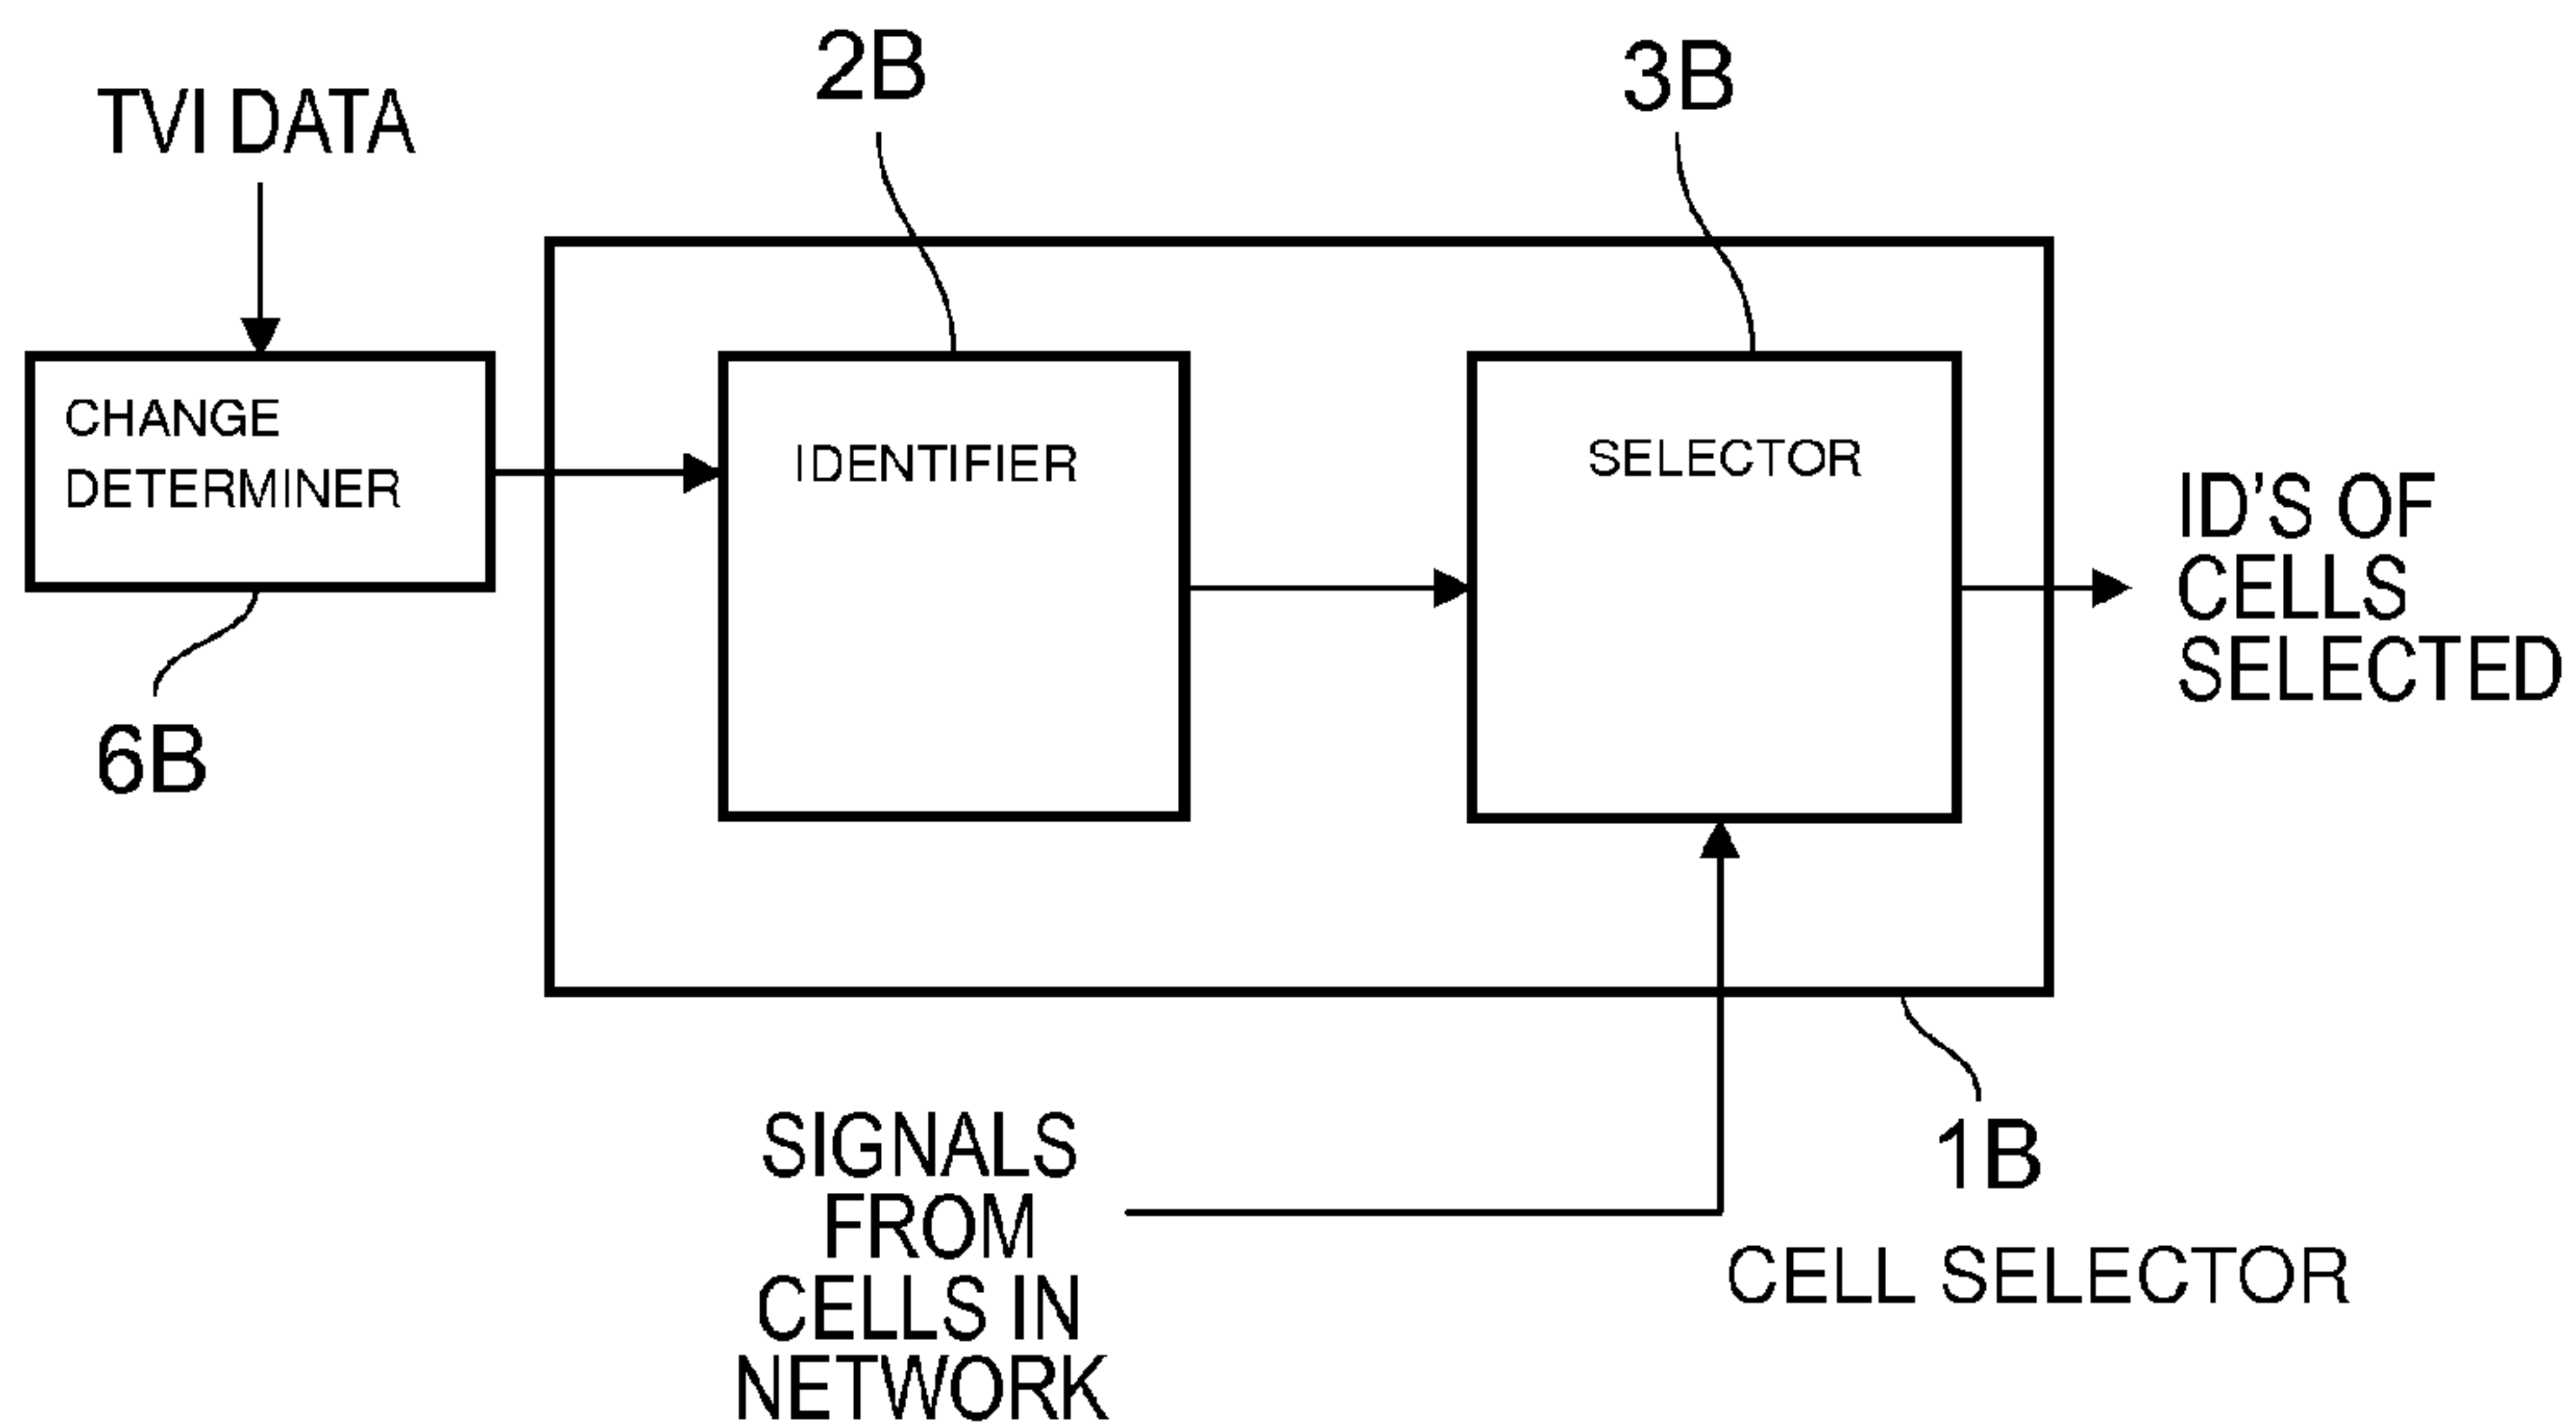 2B
3B
TVI DATA
CHANGE
DETERMINER
IDENTIFIER
SELECTOR
ID'S OF
CELLS
SELECTED
6B
SIGNALS
FROM
CELLS IN
NETWORK
1B
CELL SELECTOR